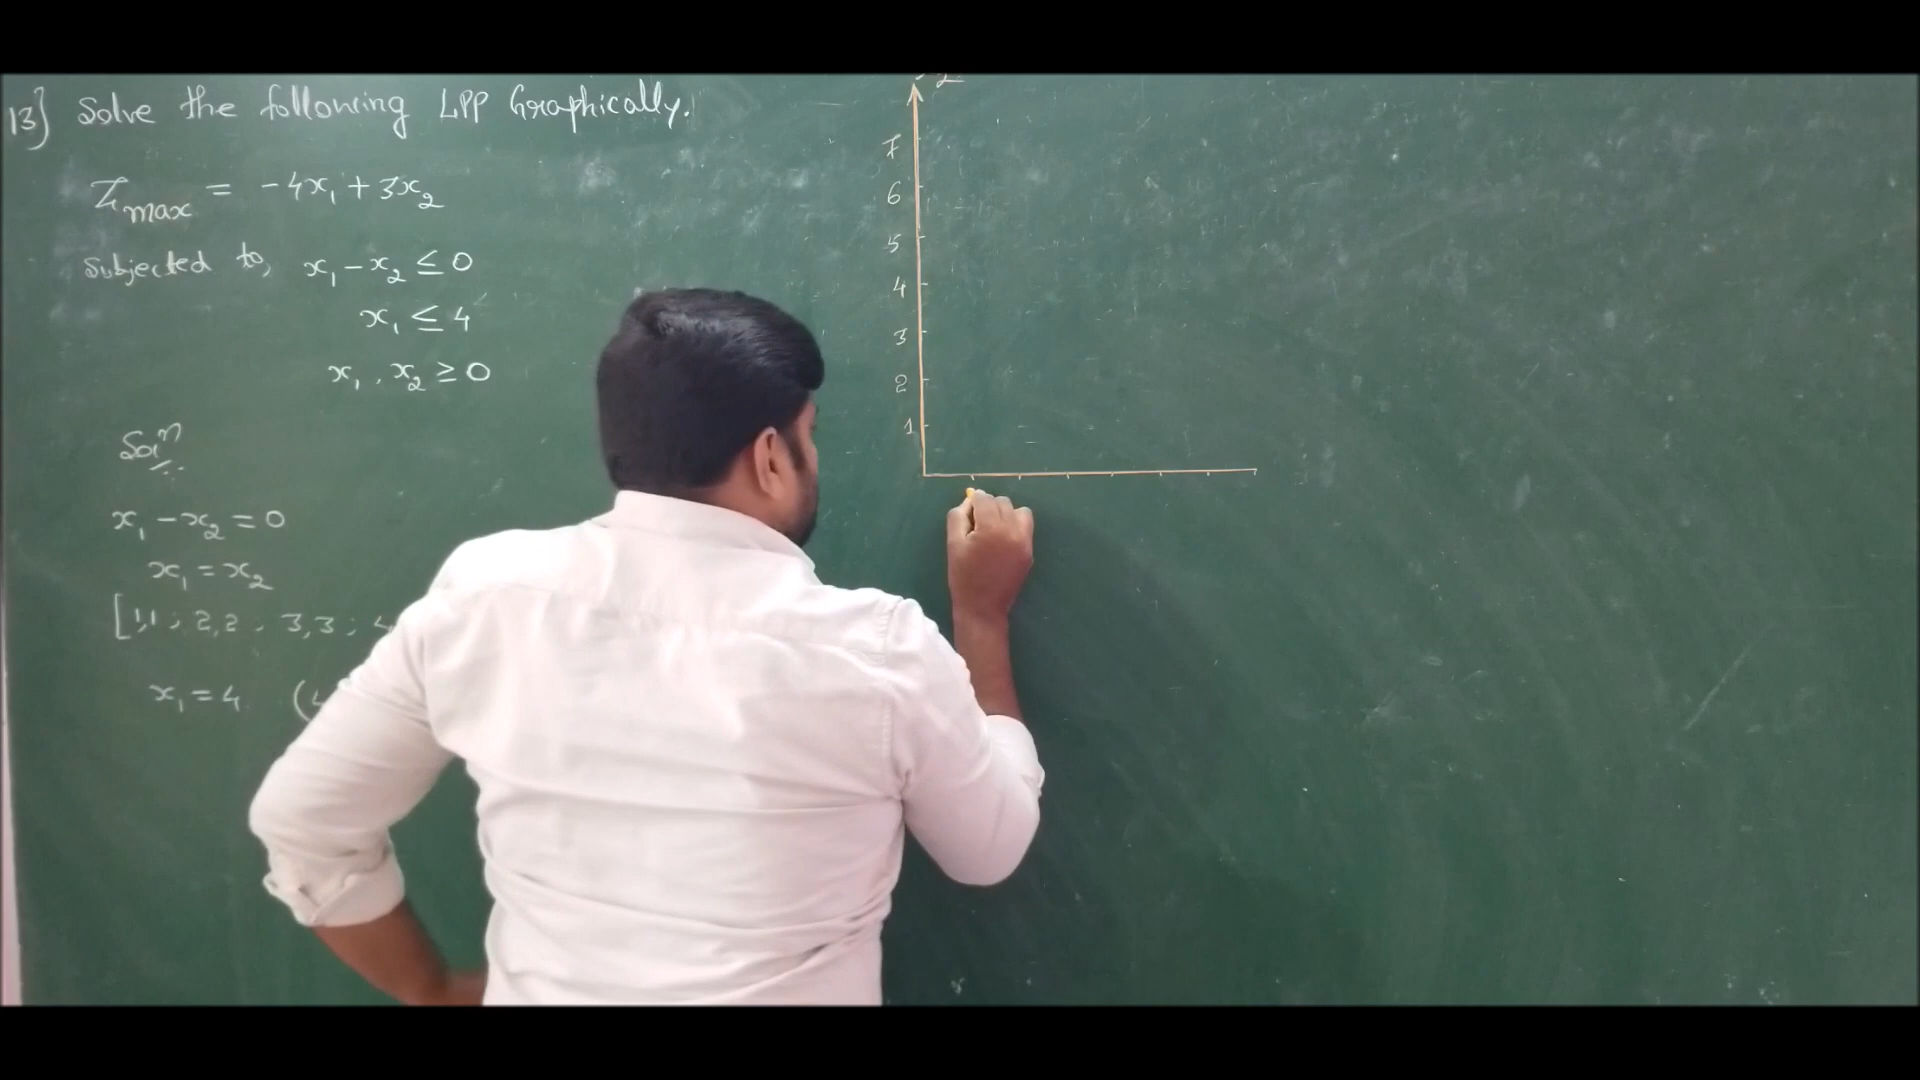 13] Solve the following LPP Graphically.
Zmax = -4x₁ + 3x₂
Subjected to, x₁ - x₂ ≤ 0
x₁ ≤ 4
x₁, x₂ ≥ 0
Solⁿ
x₁ - x₂ = 0
x₁ = x₂
[1,1 ; 2,2 ; 3,3 ; 4
x₁ = 4 (4
7
6
5
4
3
2
1